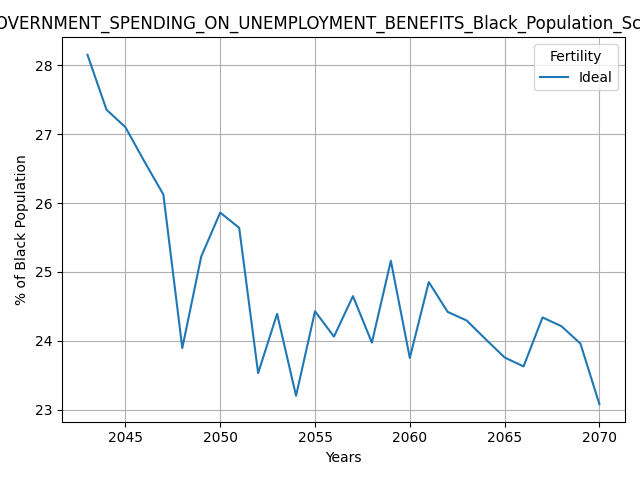 OVERNMENT_SPENDING_ON_UNEMPLOYMENT_BENEFITS_Black_Population_Sc
Fertility
Ideal
% of Black Population
28
27
26
25
24
23
2045 2050 2055 2060 2065 2070
Years